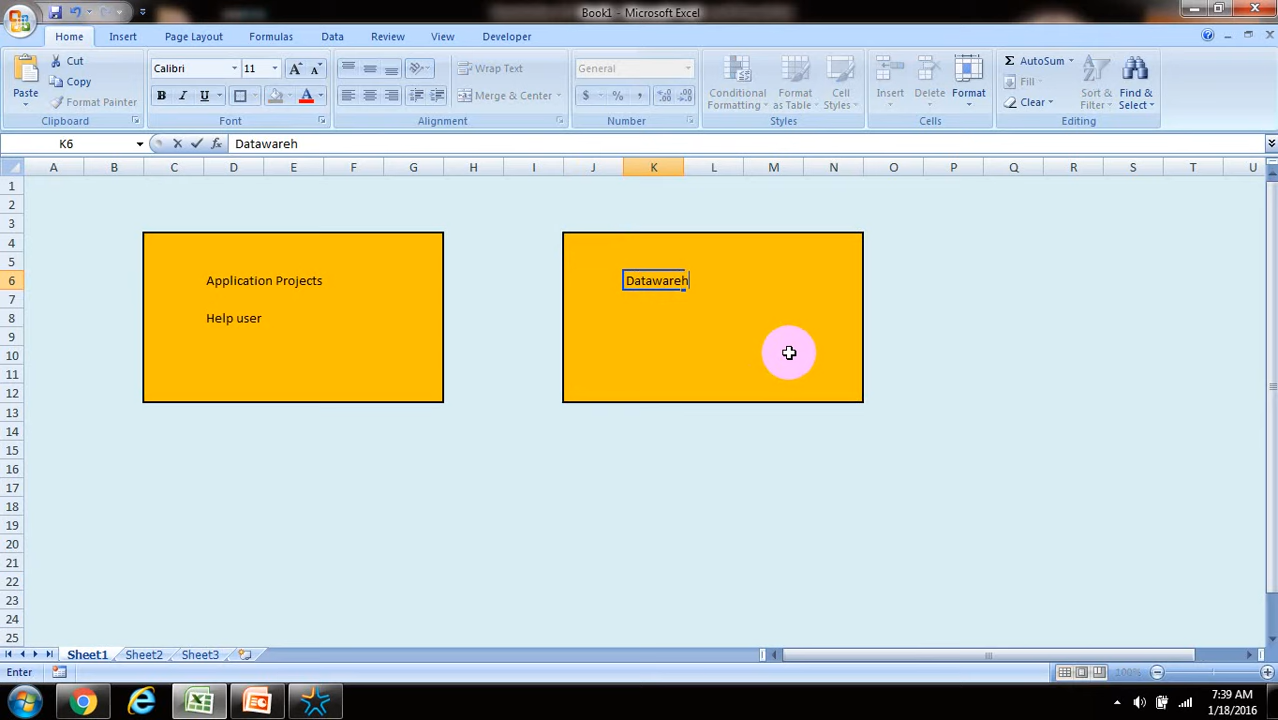 Book1 - Microsoft Excel
Home Insert Page Layout Formulas Data Review View Developer
Paste
Cut
Copy
Format Painter
Clipboard
Calibri 11 A A
B I U A
Font
Wrap Text
Merge & Center
Alignment
General
$ % ,
Number
Conditional Formatting
Format as Table
Cell Styles
Styles
Insert Delete Format
Cells
Σ AutoSum
Fill
Clear
Sort & Filter
Find & Select
Editing
K6 fx Datawareh
A B C D E F G H I J K L M N O P Q R S T U
1
2
3
4
5
6 Application Projects Datawareh
7
8 Help user
9
10
11
12
13
14
15
16
17
18
19
20
21
22
23
24
25
Sheet1 Sheet2 Sheet3
Enter 100%
7:39 AM
1/18/2016